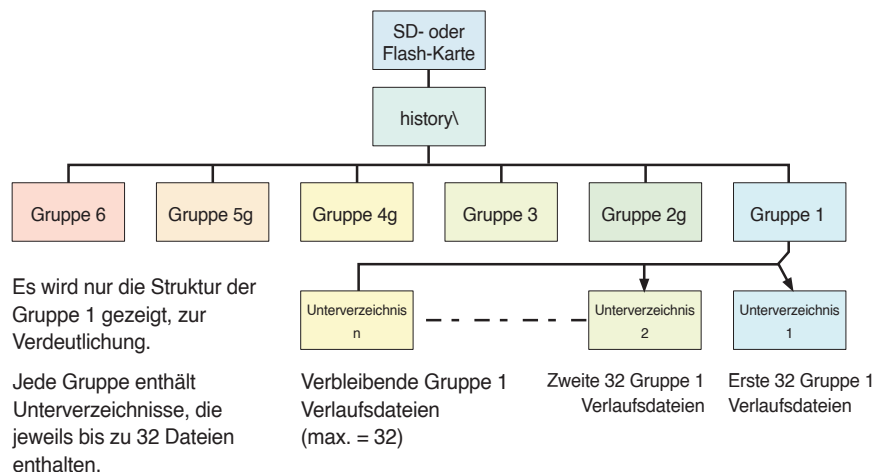 SD- oder
Flash-Karte
history\
Gruppe 6
Gruppe 5g
Gruppe 4g
Gruppe 3
Gruppe 2g
Gruppe 1
Es wird nur die Struktur der
Gruppe 1 gezeigt, zur
Verdeutlichung.
Jede Gruppe enthält
Unterverzeichnisse, die
jeweils bis zu 32 Dateien
enthalten.
Unterverzeichnis
n
Unterverzeichnis
2
Unterverzeichnis
1
Verbleibende Gruppe 1
Verlaufsdateien
(max. = 32)
Zweite 32 Gruppe 1
Verlaufsdateien
Erste 32 Gruppe 1
Verlaufsdateien